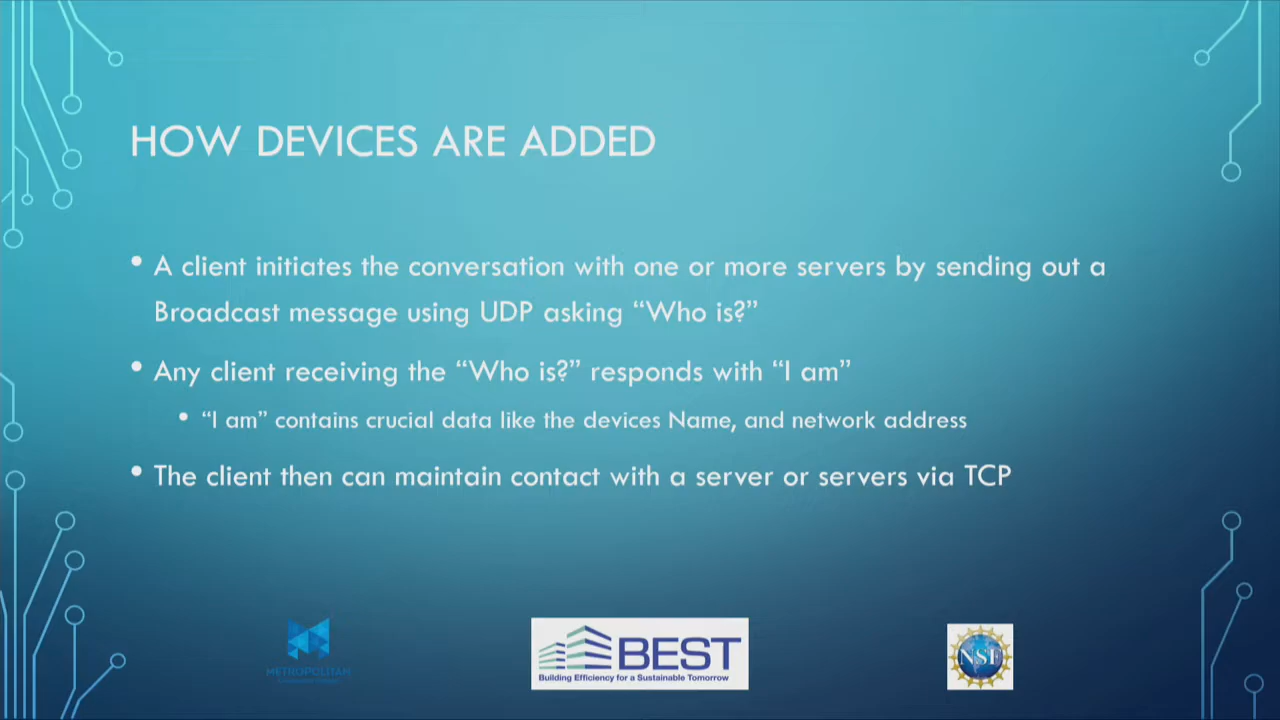 HOW DEVICES ARE ADDED
• A client initiates the conversation with one or more servers by sending out a
Broadcast message using UDP asking “Who is?”
• Any client receiving the “Who is?” responds with “I am”
• “I am” contains crucial data like the devices Name, and network address
• The client then can maintain contact with a server or servers via TCP
METROPOLITAN
BEST
Building Efficiency for a Sustainable Tomorrow
NSF